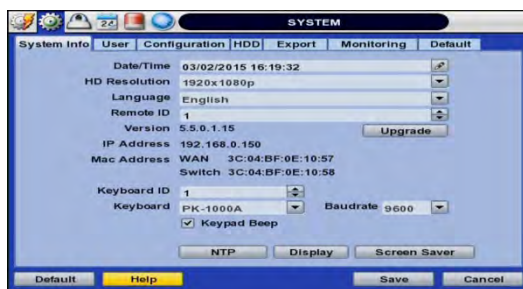 SYSTEM
System Info User Configuration HDD Export Monitoring Default
Date/Time 03/02/2015 16:19:32
HD Resolution 1920x1080p
Language English
Remote ID 1
Version 5.5.0.1.15 Upgrade
IP Address 192.168.0.150
Mac Address WAN 3C:04:BF:0E:10:57
Switch 3C:04:BF:0E:10:58
Keyboard ID 1
Keyboard PK-1000A Baudrate 9600
Keypad Beep
NTP Display Screen Saver
Default Help Save Cancel